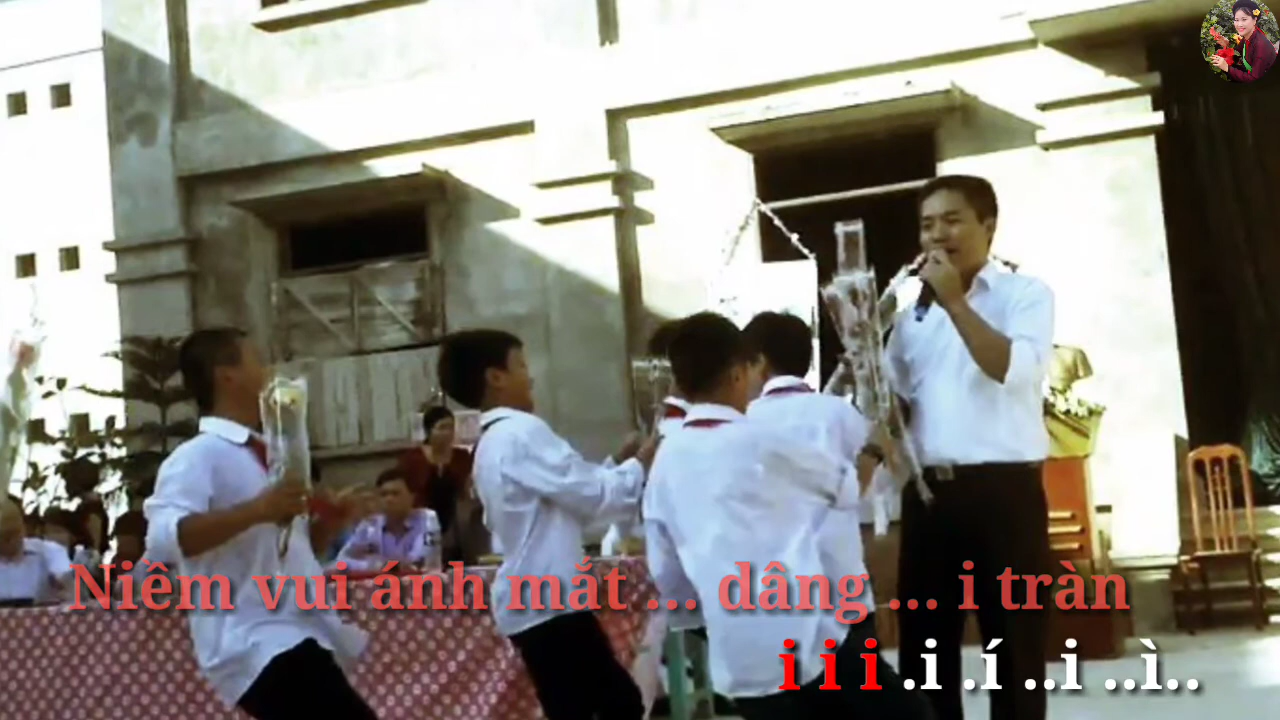 Niềm vui ánh mắt ... dâng ... i tràn
i i i .i .í ..i ..ì..